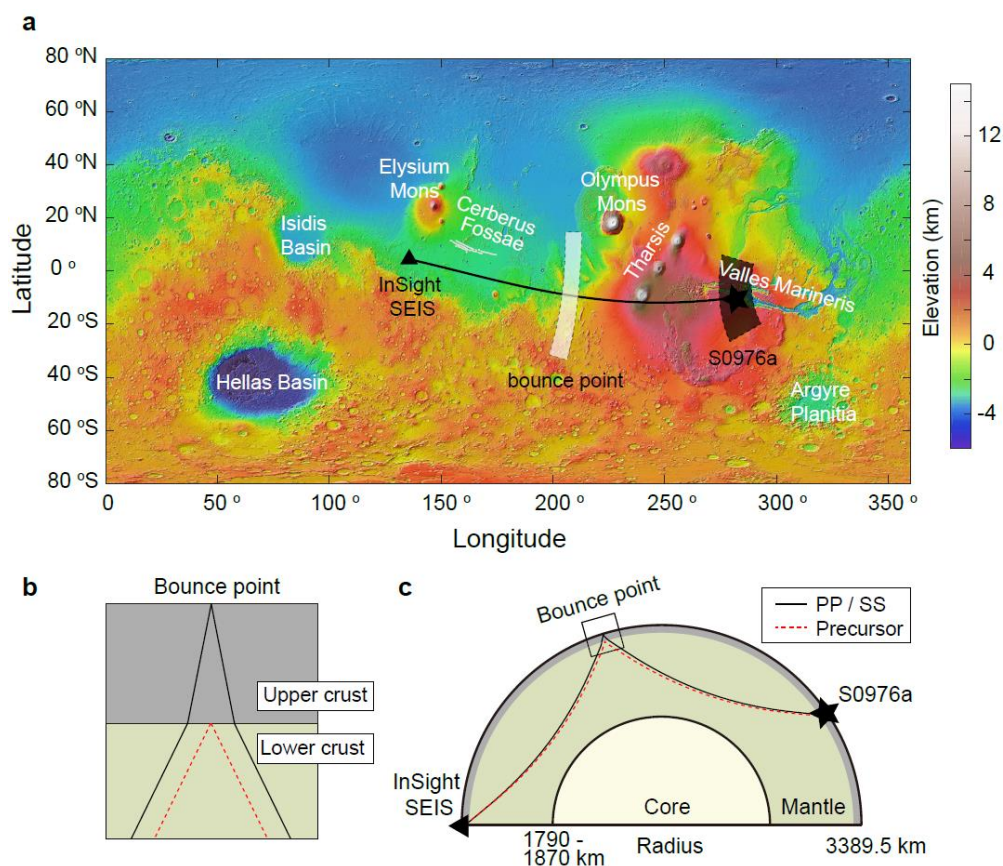 a
80 ºN
60 ºN
40 ºN
20 ºN
0 º
20 ºS
40 ºS
60 ºS
80 ºS
Latitude
0
50 º
100 º
150 º
200 º
250 º
300 º
350 º
Longitude
Elysium
Mons
Cerberus
Fossae
Isidis
Basin
InSight
SEIS
Hellas Basin
bounce point
Olympus
Mons
Tharsis
Valles Marineris
S0976a
Argyre
Planitia
12
8
4
0
-4
Elevation (km)
b
Bounce point
Upper crust
Lower crust
c
Bounce point
PP / SS
Precursor
S0976a
InSight
SEIS
Core
Mantle
1790 -
1870 km
Radius
3389.5 km